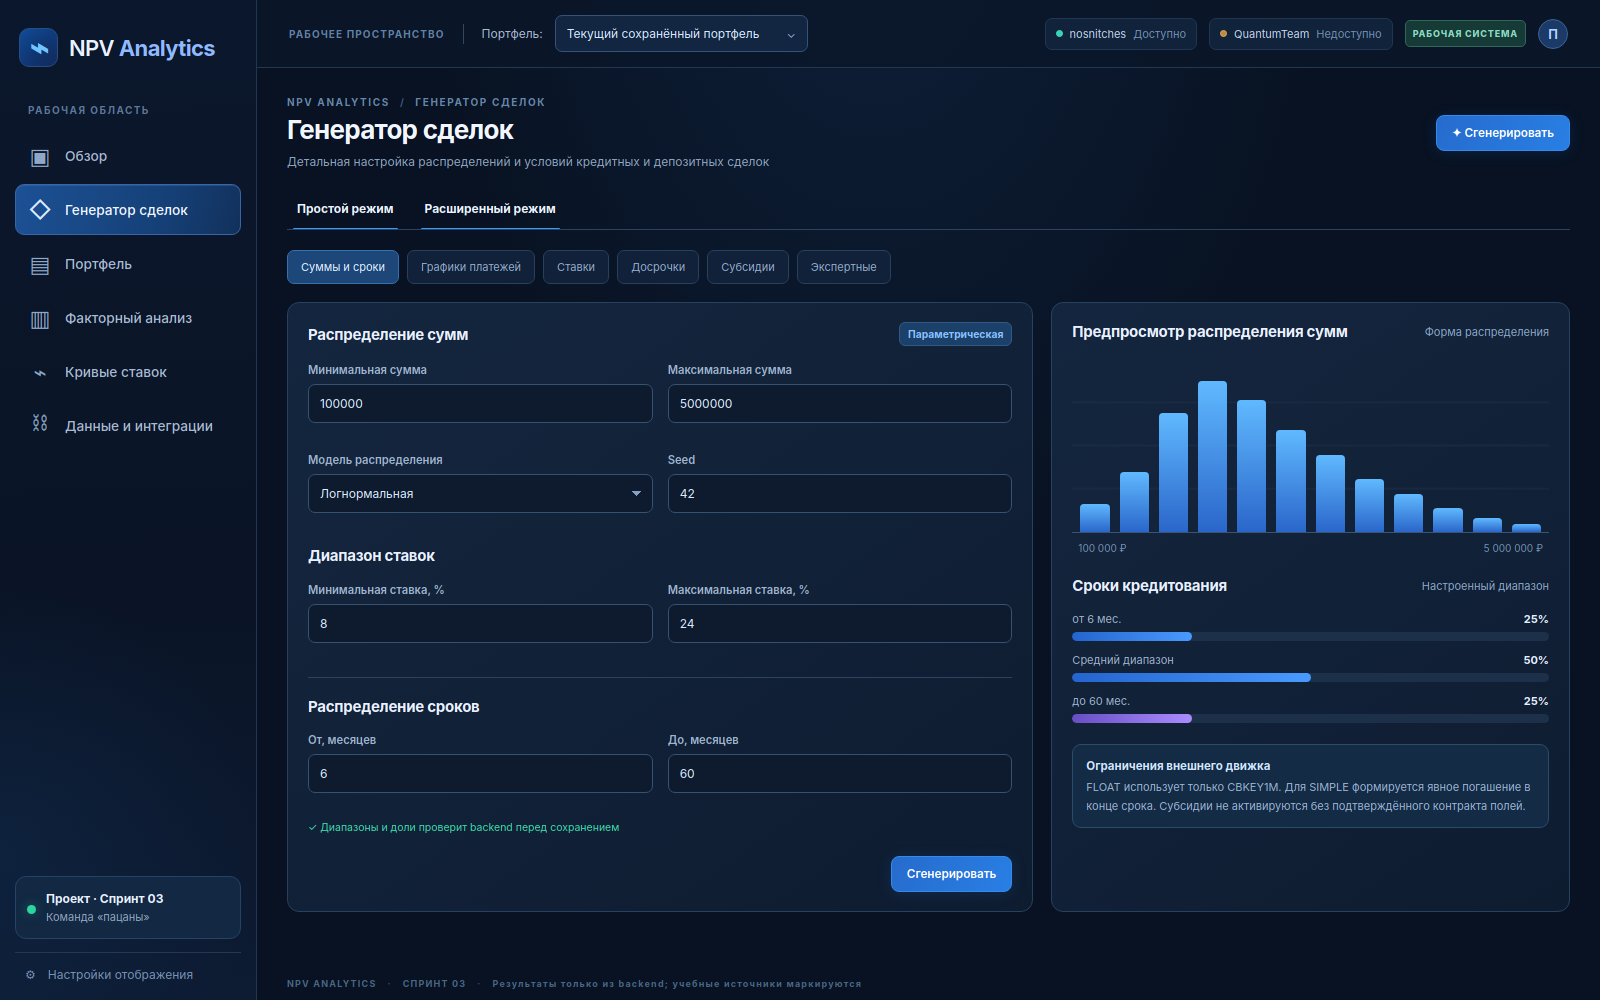 NPV Analytics
РАБОЧАЯ ОБЛАСТЬ
Обзор
Генератор сделок
Портфель
Факторный анализ
Кривые ставок
Данные и интеграции
Проект · Спринт 03
Команда «пацаны»
Настройки отображения
РАБОЧЕЕ ПРОСТРАНСТВО
Портфель:
Текущий сохранённый портфель
nosnitches Доступно
QuantumTeam Недоступно
РАБОЧАЯ СИСТЕМА
П
NPV ANALYTICS / ГЕНЕРАТОР СДЕЛОК
Генератор сделок
Детальная настройка распределений и условий кредитных и депозитных сделок
✦ Сгенерировать
Простой режим
Расширенный режим
Суммы и сроки
Графики платежей
Ставки
Досрочки
Субсидии
Экспертные
Распределение сумм
Параметрическая
Минимальная сумма
Максимальная сумма
100000
5000000
Модель распределения
Seed
Логнормальная
42
Диапазон ставок
Минимальная ставка, %
Максимальная ставка, %
8
24
Распределение сроков
От, месяцев
До, месяцев
6
60
✓ Диапазоны и доли проверит backend перед сохранением
Сгенерировать
Предпросмотр распределения сумм
Форма распределения
100 000 ₽
5 000 000 ₽
Сроки кредитования
Настроенный диапазон
от 6 мес.
25%
Средний диапазон
50%
до 60 мес.
25%
Ограничения внешнего движка
FLOAT использует только CBKEY1M. Для SIMPLE формируется явное погашение в
конце срока. Субсидии не активируются без подтверждённого контракта полей.
NPV ANALYTICS · СПРИНТ 03 · Результаты только из backend; учебные источники маркируются